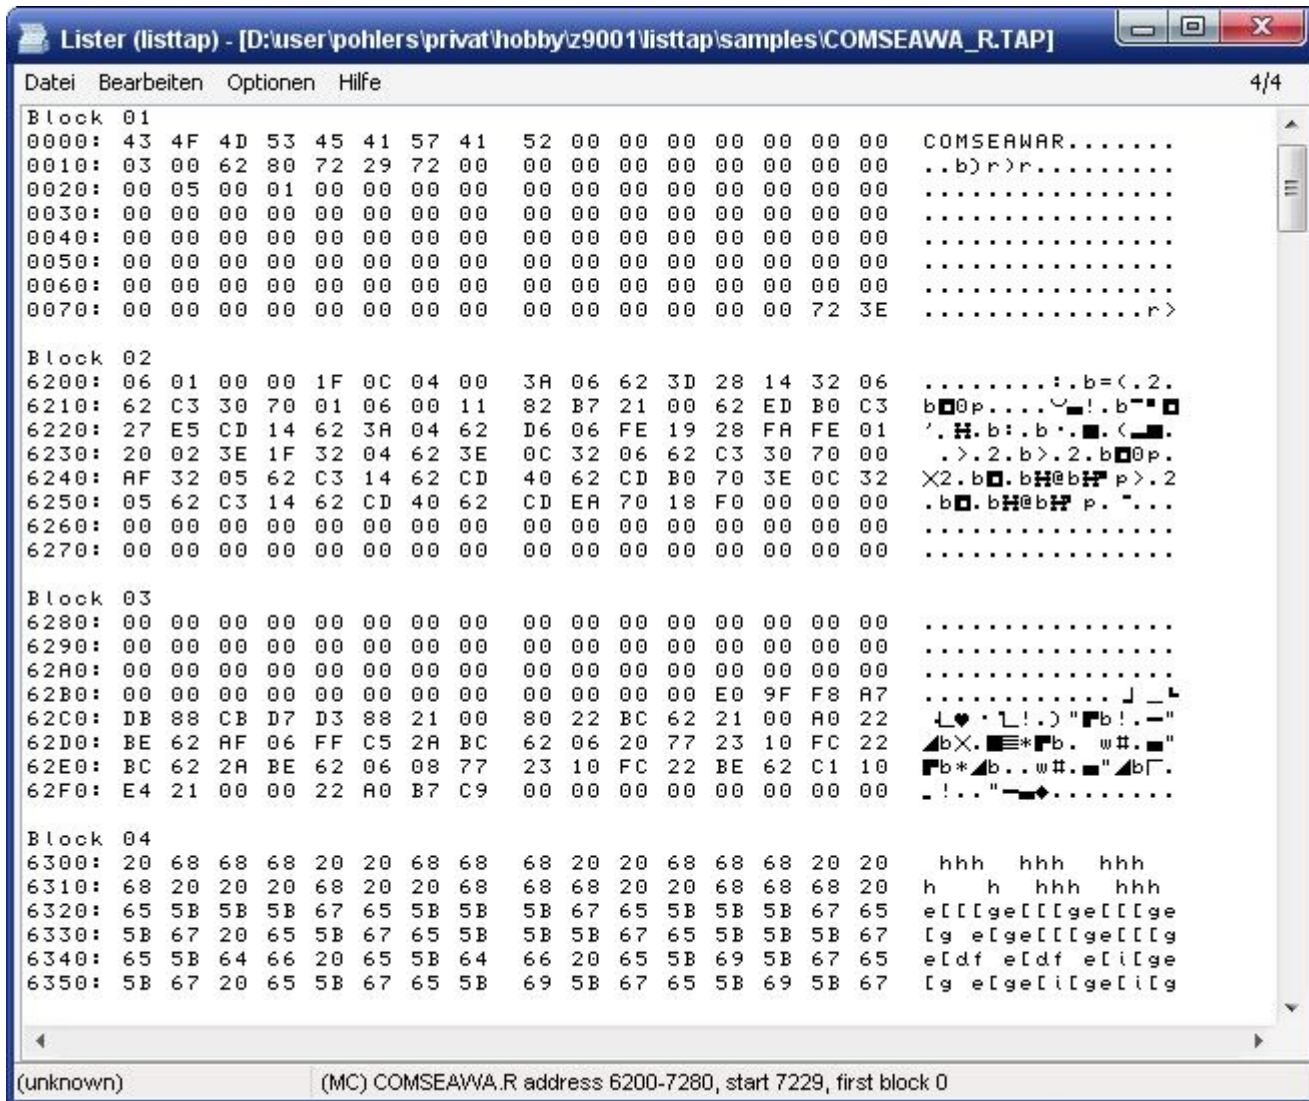 Lister (listtap) - [D:\user\pohlers\privat\hobby\z9001\listtap\samples\COMSEAWA_R.TAP]
Datei Bearbeiten Optionen Hilfe 4/4
Block 01
0000: 43 4F 4D 53 45 41 57 41 52 00 00 00 00 00 00 00 COMSEAWAR.......
0010: 03 00 62 80 72 29 72 00 00 00 00 00 00 00 00 00 ..b)r)r.........
0020: 00 05 00 01 00 00 00 00 00 00 00 00 00 00 00 00 ................
0030: 00 00 00 00 00 00 00 00 00 00 00 00 00 00 00 00 ................
0040: 00 00 00 00 00 00 00 00 00 00 00 00 00 00 00 00 ................
0050: 00 00 00 00 00 00 00 00 00 00 00 00 00 00 00 00 ................
0060: 00 00 00 00 00 00 00 00 00 00 00 00 00 00 00 00 ................
0070: 00 00 00 00 00 00 00 00 00 00 00 00 00 00 72 3E ..............r>
Block 02
6200: 06 01 00 00 1F 0C 04 00 3A 06 62 3D 28 14 32 06 ........:.b=(.2.
6210: 62 C3 30 70 01 06 00 11 82 B7 21 00 62 ED B0 C3
6220: 27 E5 CD 14 62 3A 04 62 D6 06 FE 19 28 FA FE 01
6230: 20 02 3E 1F 32 04 62 3E 0C 32 06 62 C3 30 70 00
6240: AF 32 05 62 C3 14 62 CD 40 62 CD B0 70 3E 0C 32
6250: 05 62 C3 14 62 CD 40 62 CD EA 70 18 F0 00 00 00
6260: 00 00 00 00 00 00 00 00 00 00 00 00 00 00 00 00 ................
6270: 00 00 00 00 00 00 00 00 00 00 00 00 00 00 00 00 ................
Block 03
6280: 00 00 00 00 00 00 00 00 00 00 00 00 00 00 00 00 ................
6290: 00 00 00 00 00 00 00 00 00 00 00 00 00 00 00 00 ................
62A0: 00 00 00 00 00 00 00 00 00 00 00 00 00 00 00 00 ................
62B0: 00 00 00 00 00 00 00 00 00 00 00 00 E0 9F F8 A7
62C0: DB 88 CB D7 D3 88 21 00 80 22 BC 62 21 00 A0 22
62D0: BE 62 AF 06 FF C5 2A BC 62 06 20 77 23 10 FC 22
62E0: BC 62 2A BE 62 06 08 77 23 10 FC 22 BE 62 C1 10
62F0: E4 21 00 00 22 A0 B7 C9 00 00 00 00 00 00 00 00
Block 04
6300: 20 68 68 68 20 20 68 68 68 20 20 68 68 68 20 20 hhh  hhh  hhh
6310: 68 20 20 20 68 20 20 68 68 68 20 20 68 68 68 20 h   h  hhh  hhh
6320: 65 5B 5B 5B 67 65 5B 5B 5B 67 65 5B 5B 5B 67 65 e[[[ge[[[ge[[[ge
6330: 5B 67 20 65 5B 67 65 5B 5B 5B 67 65 5B 5B 5B 67 [g e[ge[[[ge[[[g
6340: 65 5B 64 66 20 65 5B 64 66 20 65 5B 69 5B 67 65 e[df e[df e[i[ge
6350: 5B 67 20 65 5B 67 65 5B 69 5B 67 65 5B 69 5B 67 [g e[ge[i[ge[i[g
(unknown) (MC) COMSEAWA.R address 6200-7280, start 7229, first block 0